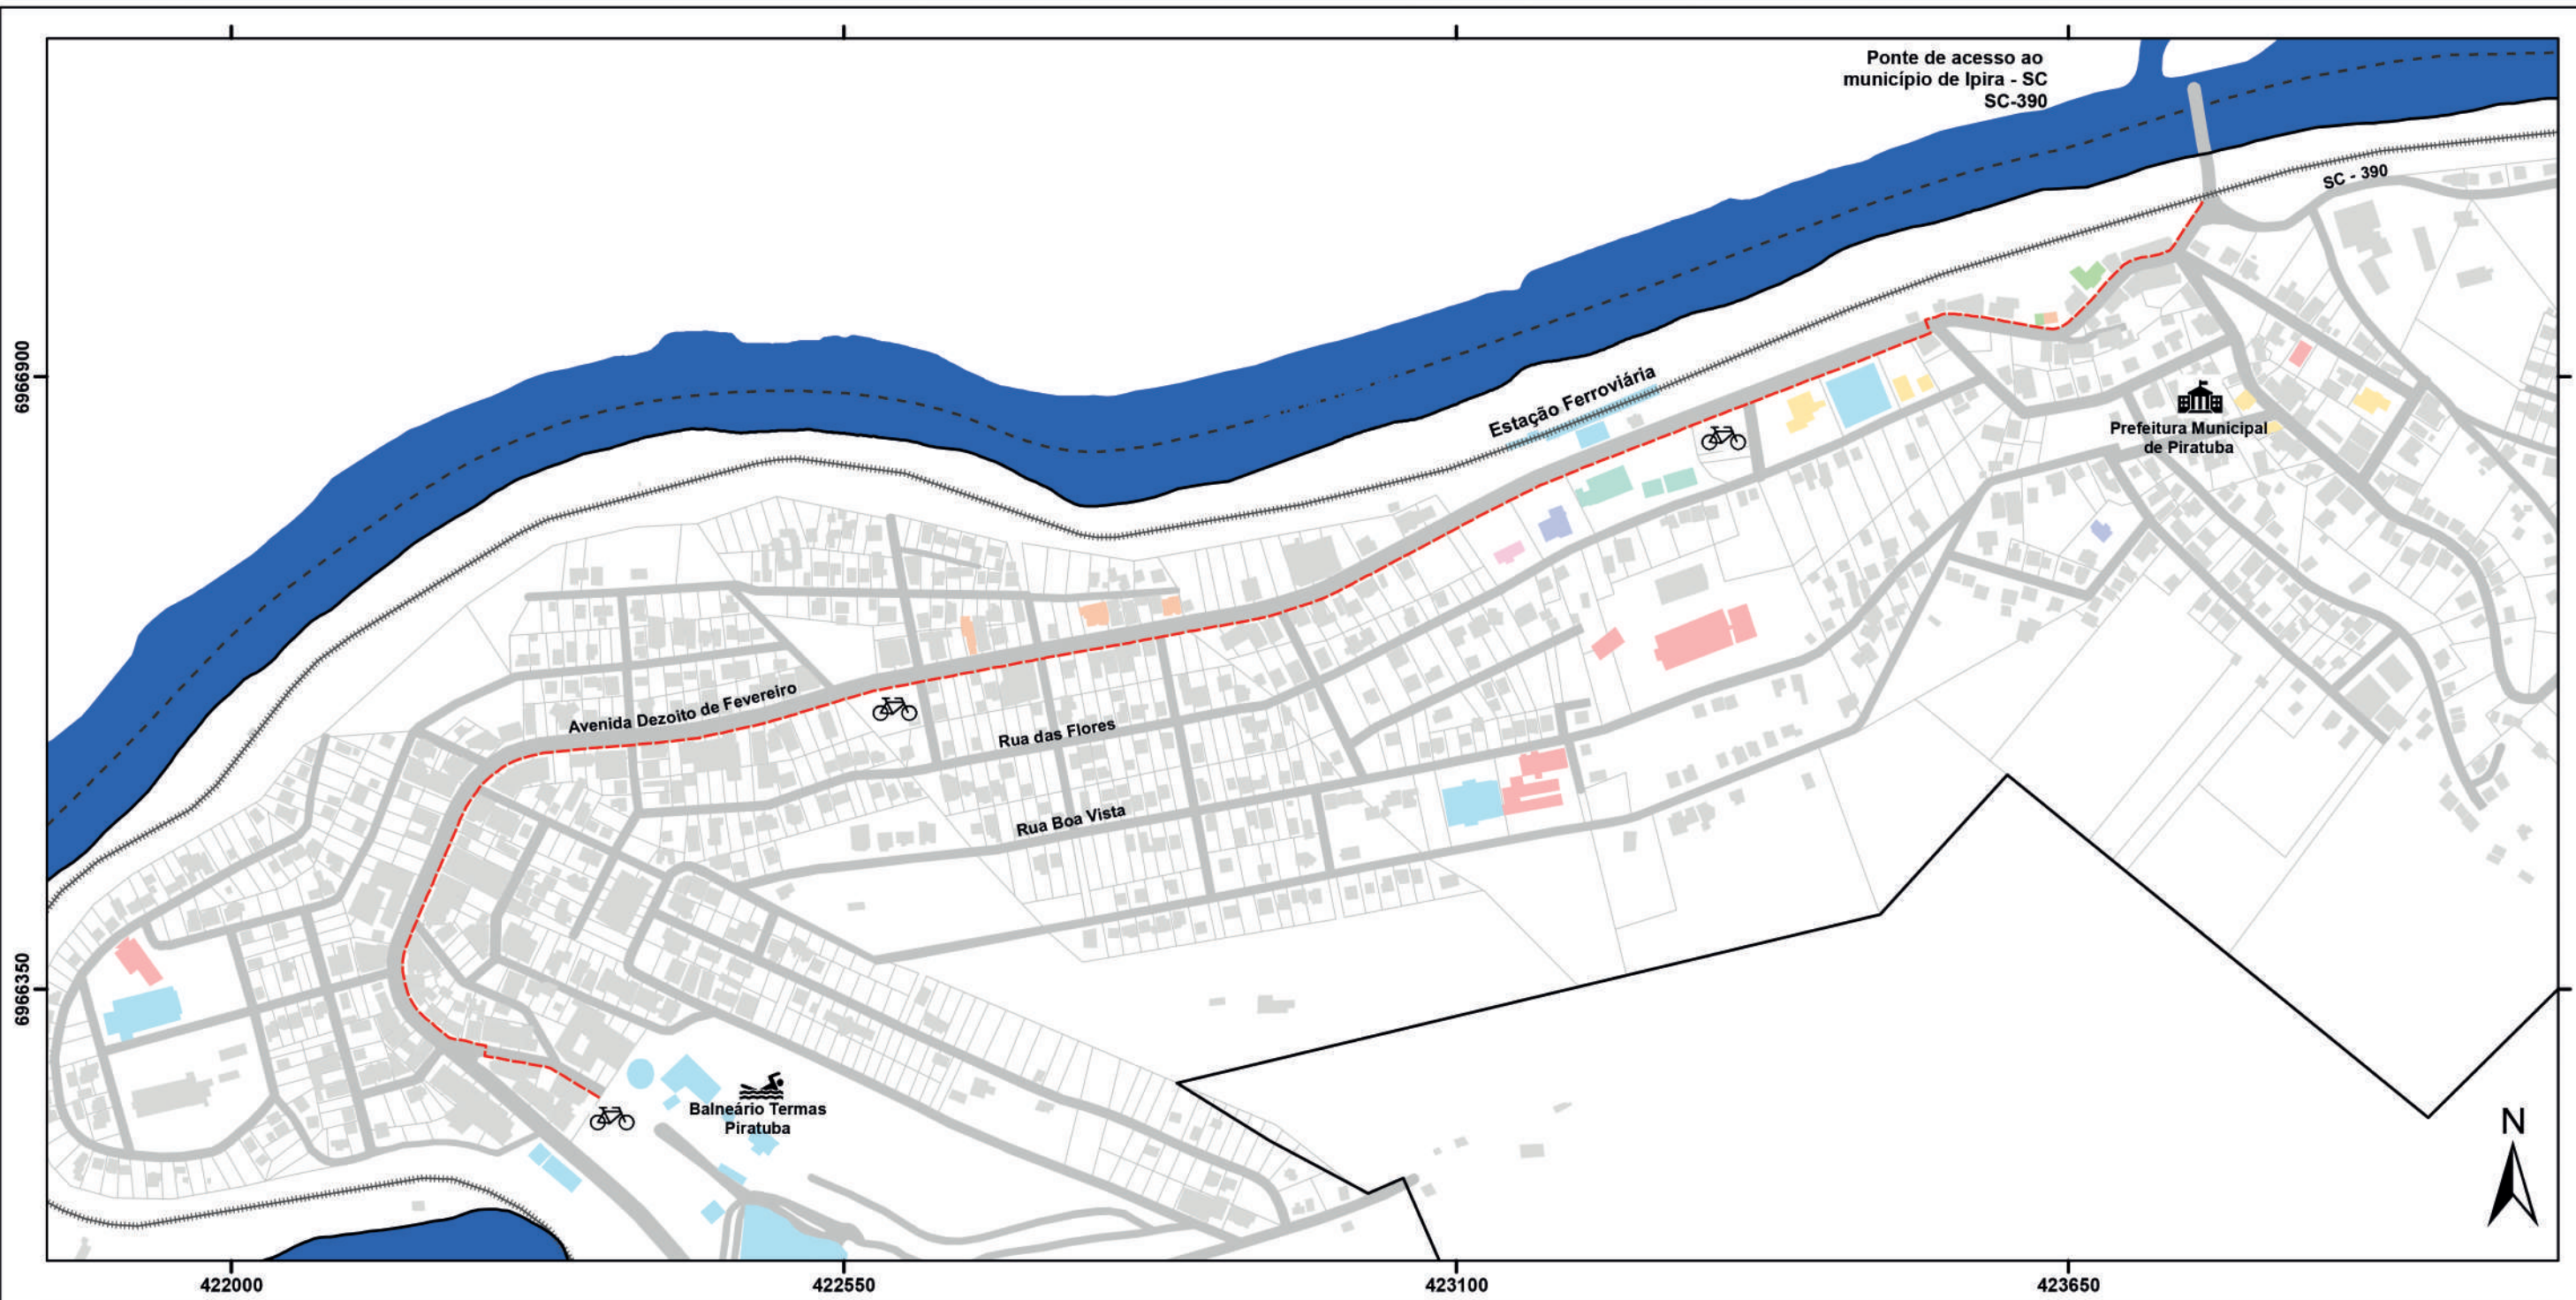 Ponte de acesso ao
município de Ipira - SC
SC-390
SC - 390
6966900
Estação Ferroviária
Prefeitura Municipal
de Piratuba
Avenida Dezoito de Fevereiro
Rua das Flores
Rua Boa Vista
6966350
Balneário Termas
Piratuba
N
422000
422550
423100
423650